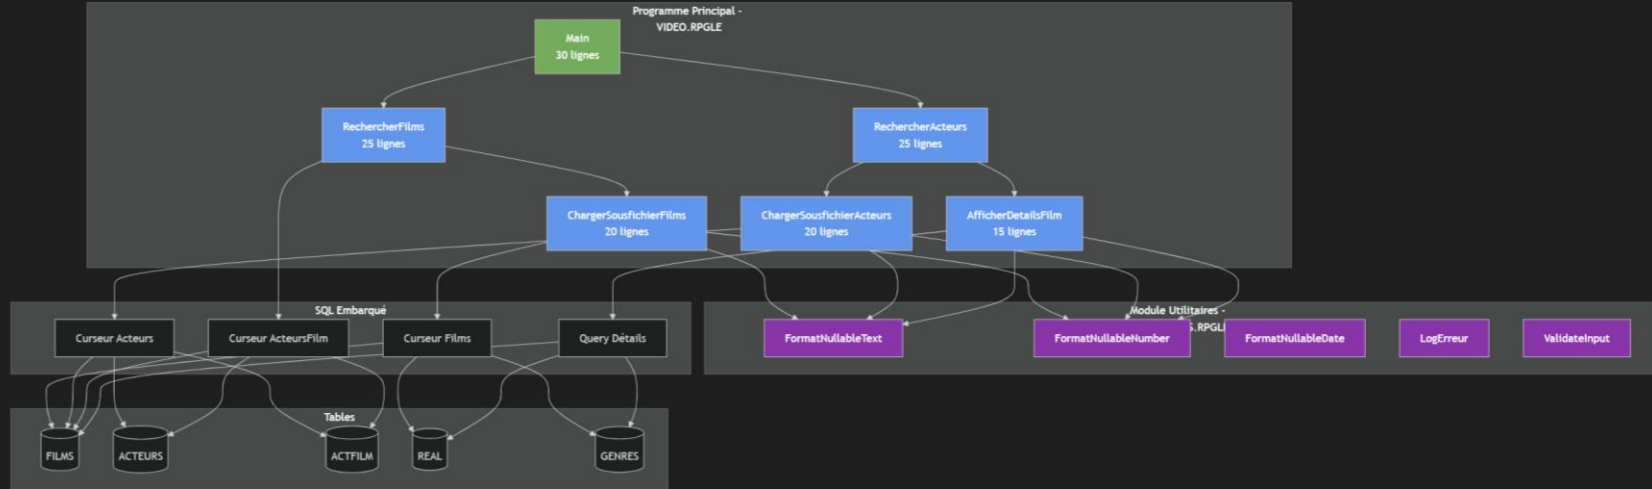 Programme Principal -
VIDEO.RPGLE
Main
30 lignes
RechercherFilms
25 lignes
RechercherActeurs
25 lignes
ChargerSousfichierFilms
20 lignes
ChargerSousfichierActeurs
20 lignes
AfficherDetailsFilm
15 lignes
SQL Embarqué
Curseur Acteurs
Curseur ActeursFilm
Curseur Films
Query Détails
Module Utilitaires -
S.RPGL
FormatNullableText
FormatNullableNumber
FormatNullableDate
LogErreur
ValidateInput
Tables
FILMS
ACTEURS
ACTFILM
REAL
GENRES